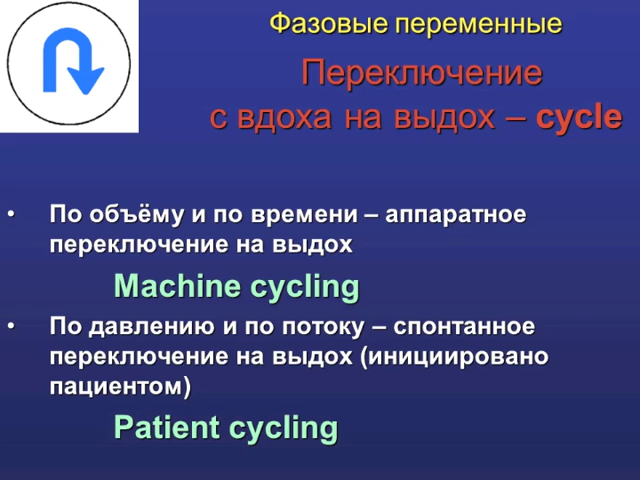 Фазовые переменные
Переключение
с вдоха на выдох – cycle
• По объёму и по времени – аппаратное
переключение на выдох
Machine cycling
• По давлению и по потоку – спонтанное
переключение на выдох (инициировано
пациентом)
Patient cycling